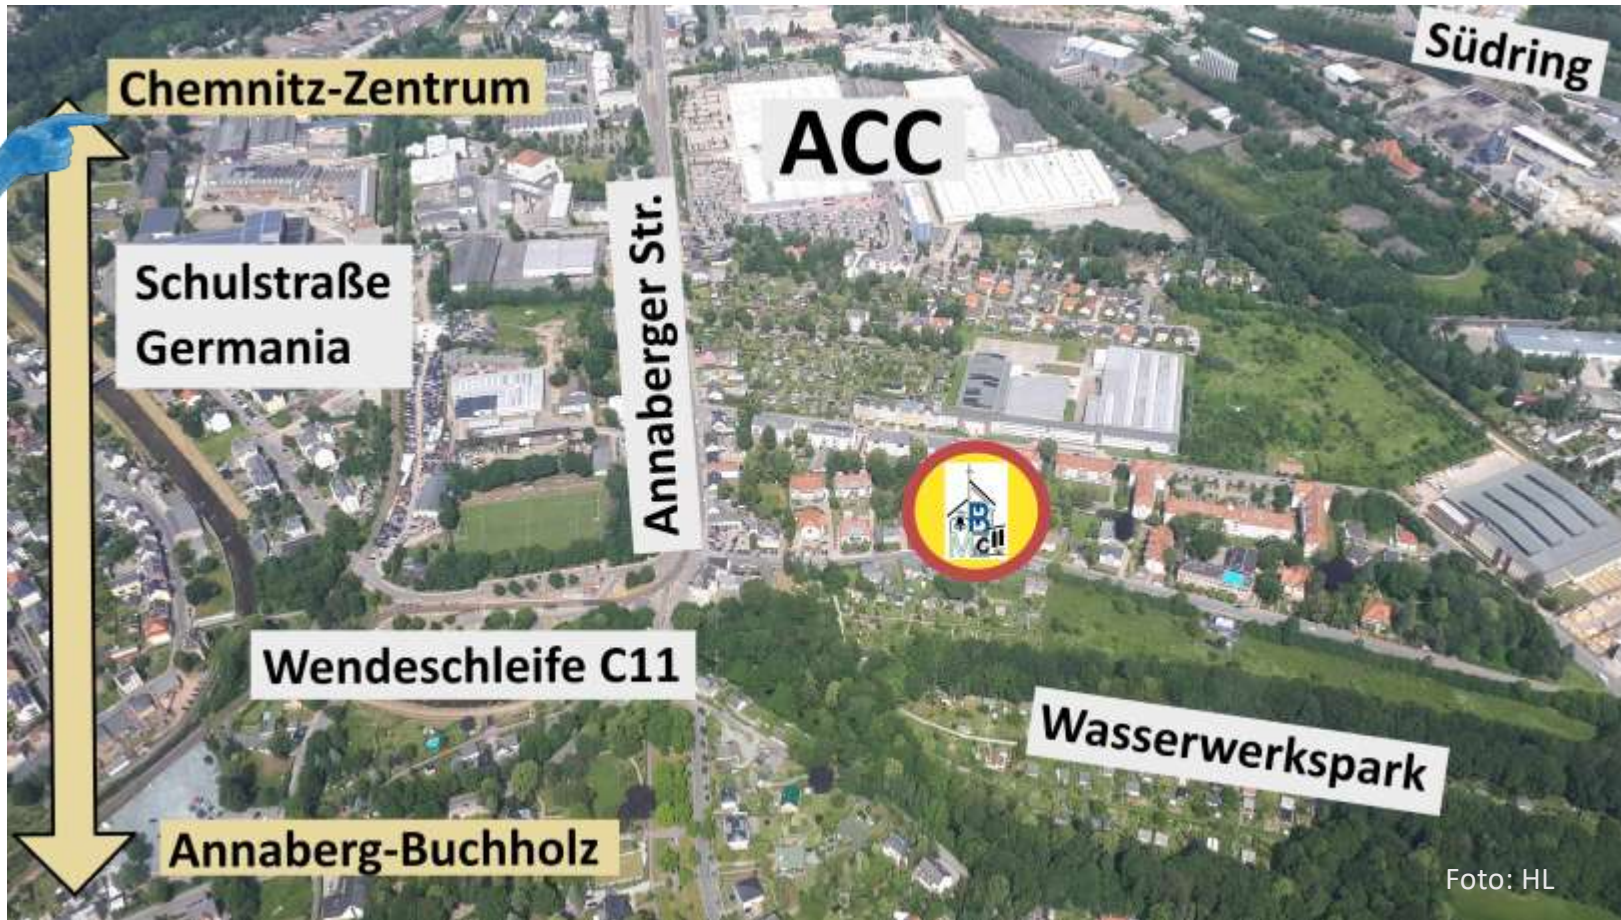 Südring
Chemnitz-Zentrum
ACC
Annaberger Str.
Schulstraße
Germania
Wendeschleife C11
Wasserwerkspark
Annaberg-Buchholz
Foto: HL